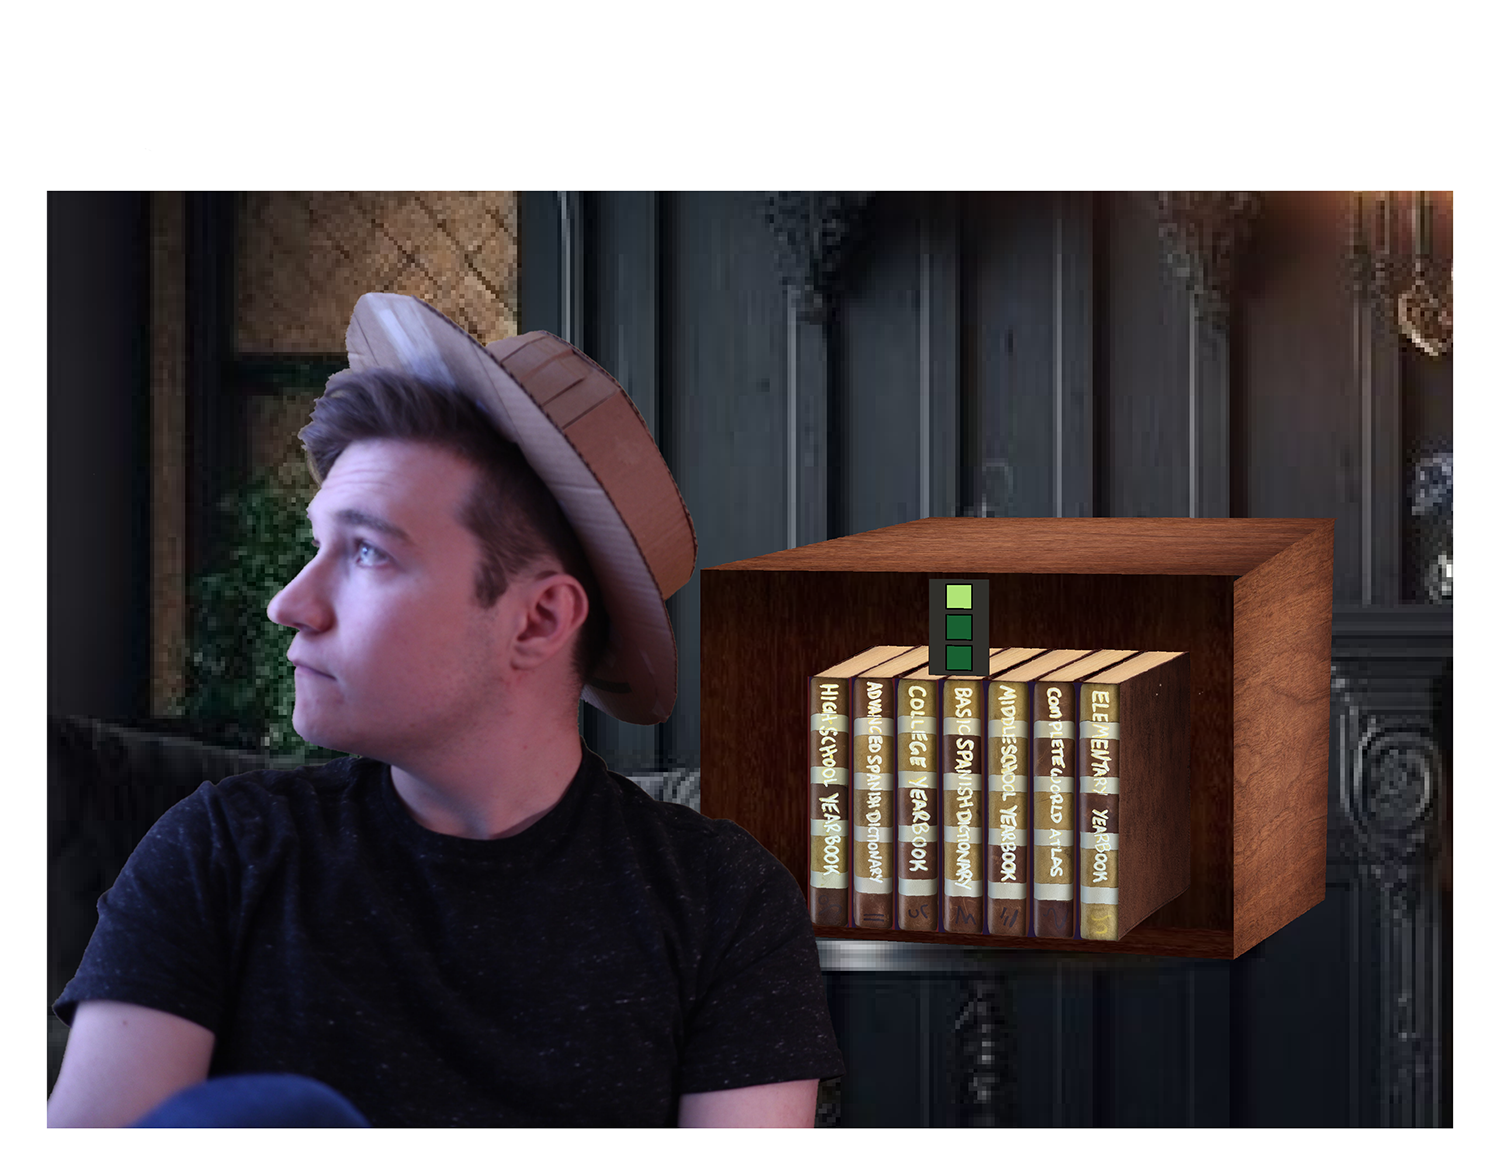 HIGH SCHOOL YEARBOOK
ADVANCED SPANISH DICTIONARY
COLLEGE YEARBOOK
BASIC SPANISH DICTIONARY
MIDDLE SCHOOL YEARBOOK
COMPLETE WORLD ATLAS
ELEMENTARY YEARBOOK